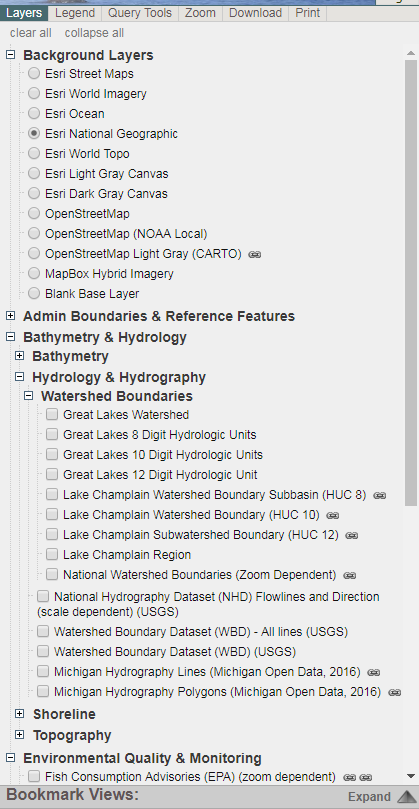 Layers Legend Query Tools Zoom Download Print
clear all collapse all
Background Layers
Esri Street Maps
Esri World Imagery
Esri Ocean
Esri National Geographic
Esri World Topo
Esri Light Gray Canvas
Esri Dark Gray Canvas
OpenStreetMap
OpenStreetMap (NOAA Local)
OpenStreetMap Light Gray (CARTO)
MapBox Hybrid Imagery
Blank Base Layer
Admin Boundaries & Reference Features
Bathymetry & Hydrology
Bathymetry
Hydrology & Hydrography
Watershed Boundaries
Great Lakes Watershed
Great Lakes 8 Digit Hydrologic Units
Great Lakes 10 Digit Hydrologic Units
Great Lakes 12 Digit Hydrologic Unit
Lake Champlain Watershed Boundary Subbasin (HUC 8)
Lake Champlain Watershed Boundary (HUC 10)
Lake Champlain Subwatershed Boundary (HUC 12)
Lake Champlain Region
National Watershed Boundaries (Zoom Dependent)
National Hydrography Dataset (NHD) Flowlines and Direction
(scale dependent) (USGS)
Watershed Boundary Dataset (WBD) - All lines (USGS)
Watershed Boundary Dataset (WBD) (USGS)
Michigan Hydrography Lines (Michigan Open Data, 2016)
Michigan Hydrography Polygons (Michigan Open Data, 2016)
Shoreline
Topography
Environmental Quality & Monitoring
Fish Consumption Advisories (EPA) (zoom dependent)
Bookmark Views: Expand